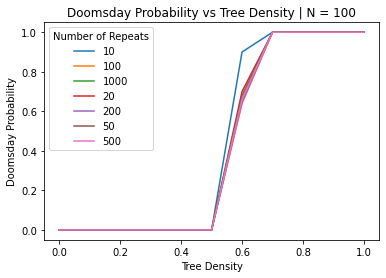 Doomsday Probability vs Tree Density | N = 100
Doomsday Probability
1.0
0.8
0.6
0.4
0.2
0.0
Number of Repeats
10
100
1000
20
200
50
500
0.0 0.2 0.4 0.6 0.8 1.0
Tree Density